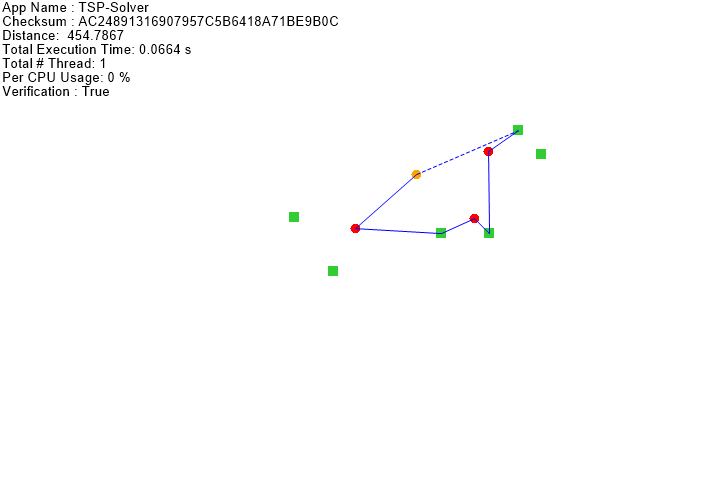 App Name : TSP-Solver
Checksum : AC24891316907957C5B6418A71BE9B0C
Distance:  454.7867
Total Execution Time: 0.0664 s
Total # Thread: 1
Per CPU Usage: 0 %
Verification : True